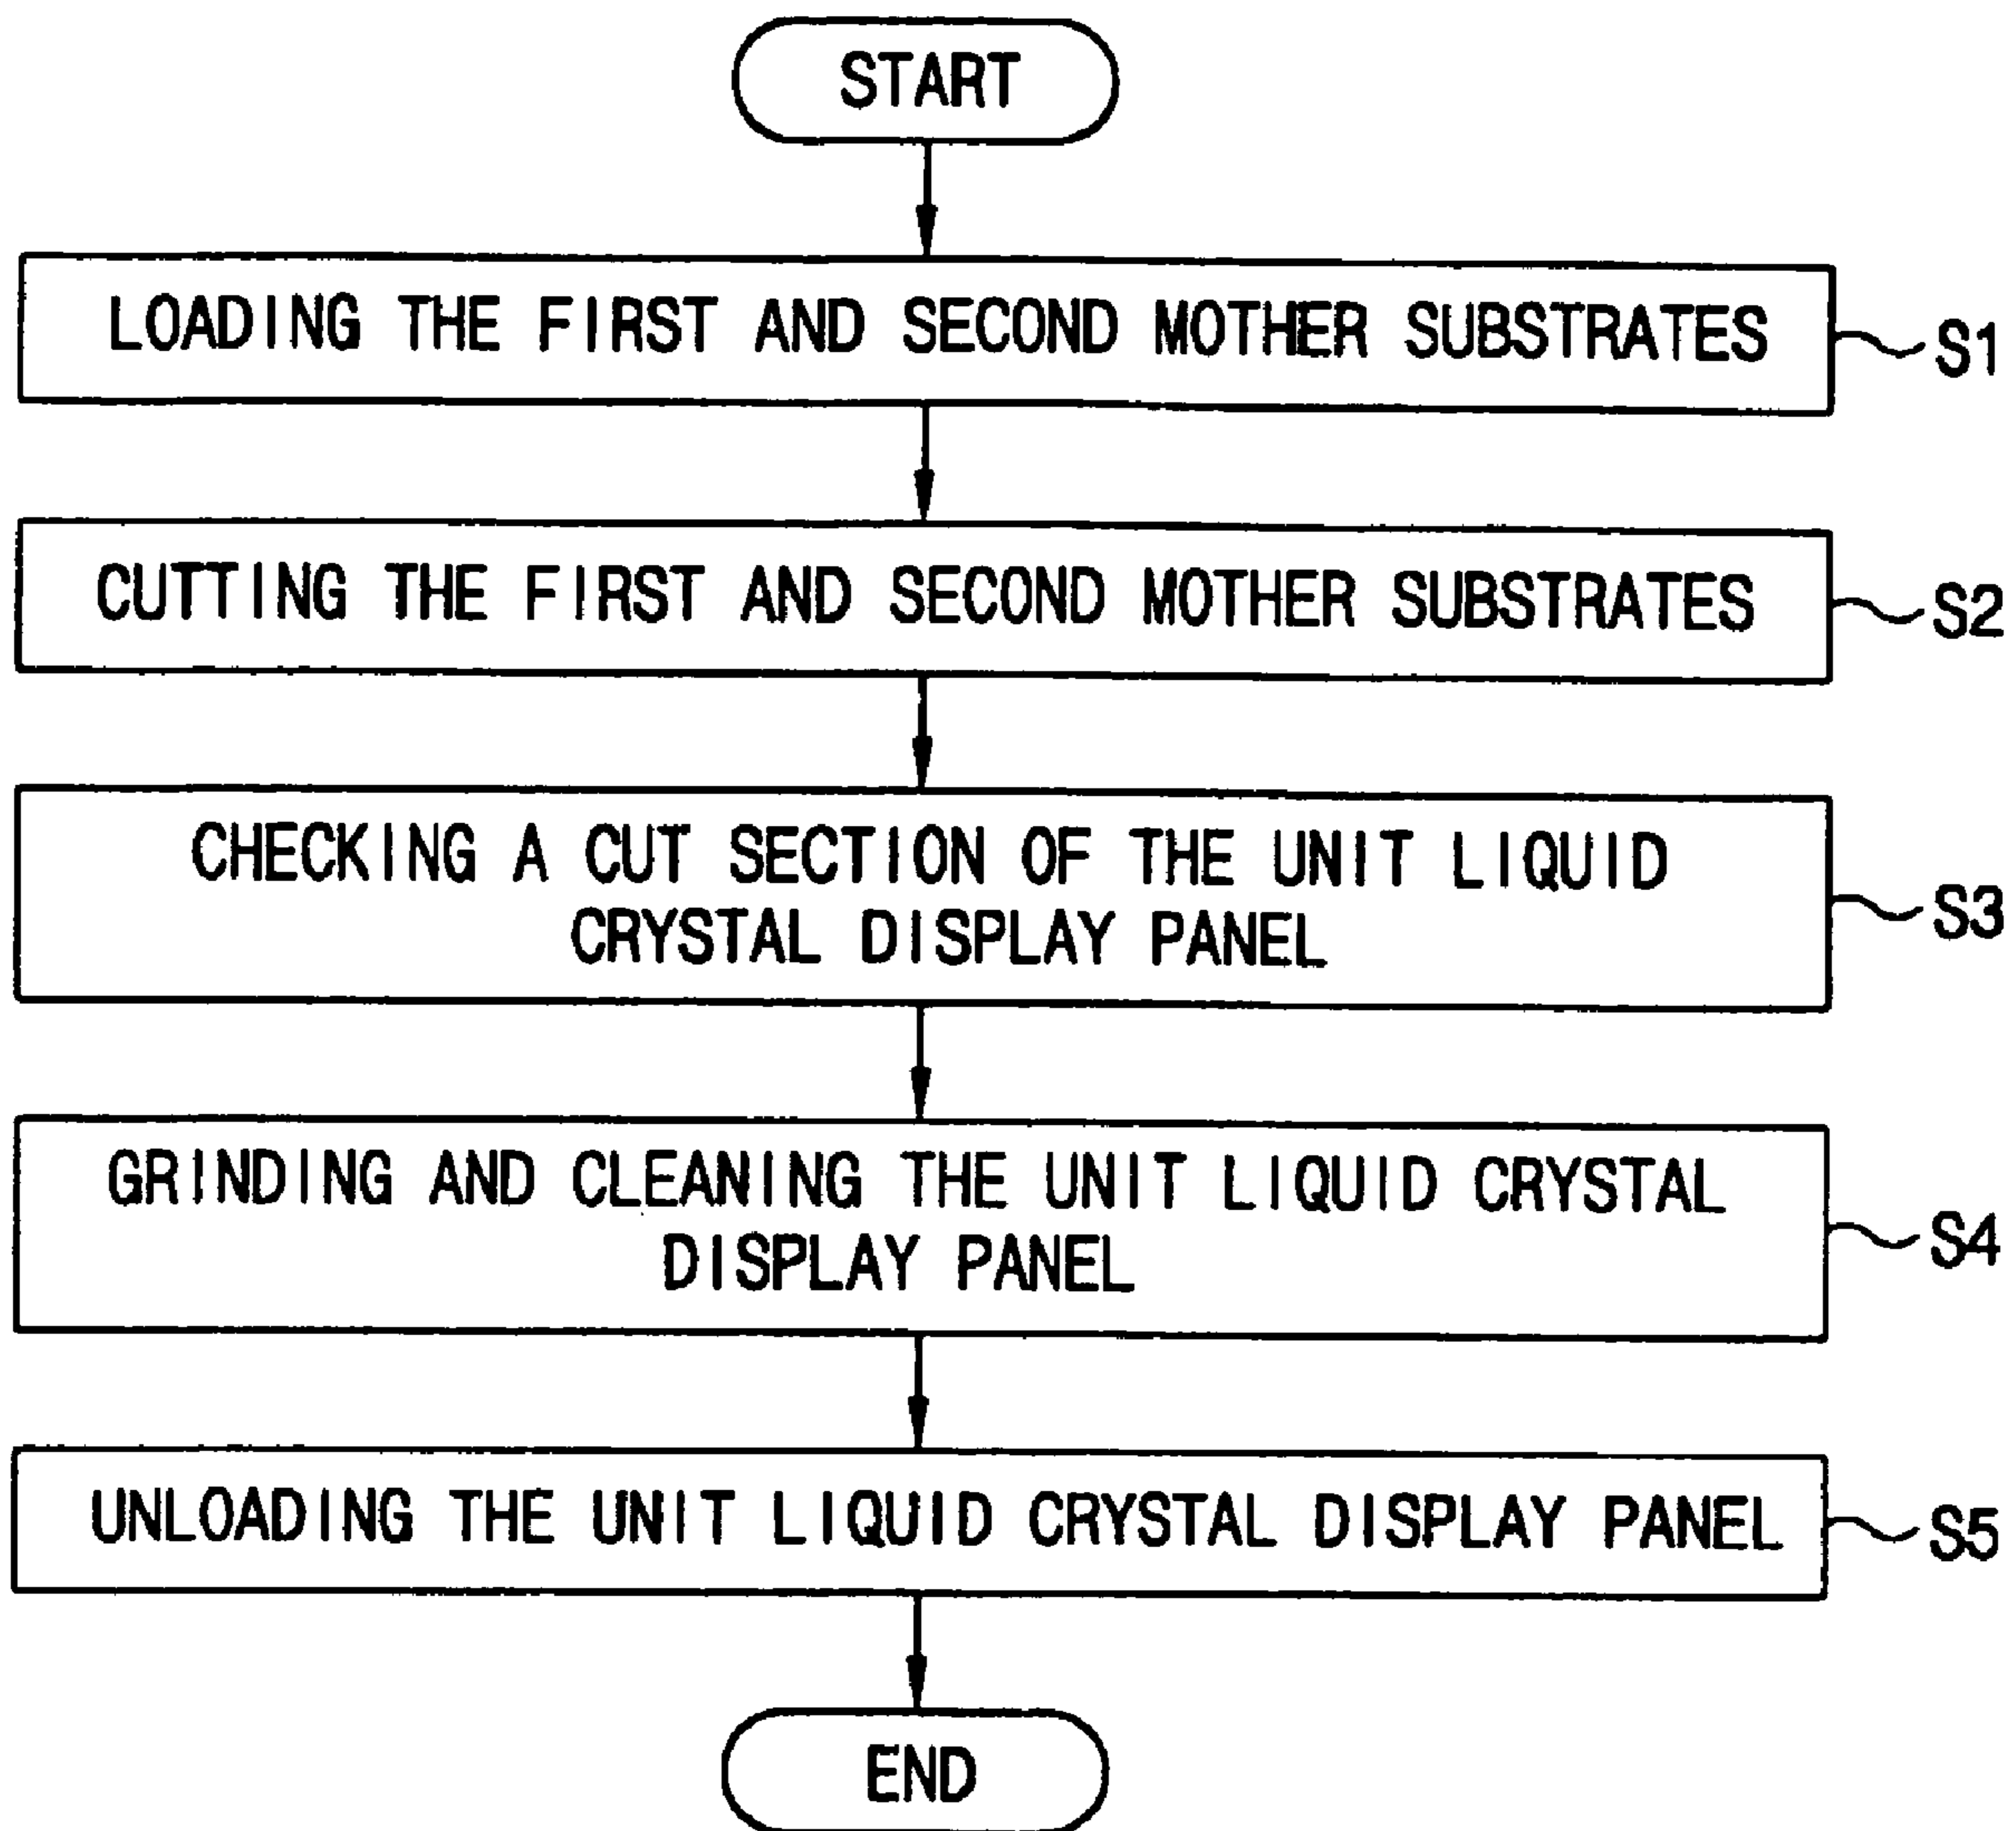 START
LOADING THE FIRST AND SECOND MOTHER SUBSTRATES
S1
CUTTING THE FIRST AND SECOND MOTHER SUBSTRATES
S2
CHECKING A CUT SECTION OF THE UNIT LIQUID
CRYSTAL DISPLAY PANEL
S3
GRINDING AND CLEANING THE UNIT LIQUID CRYSTAL
DISPLAY PANEL
S4
UNLOADING THE UNIT LIQUID CRYSTAL DISPLAY PANEL
S5
END